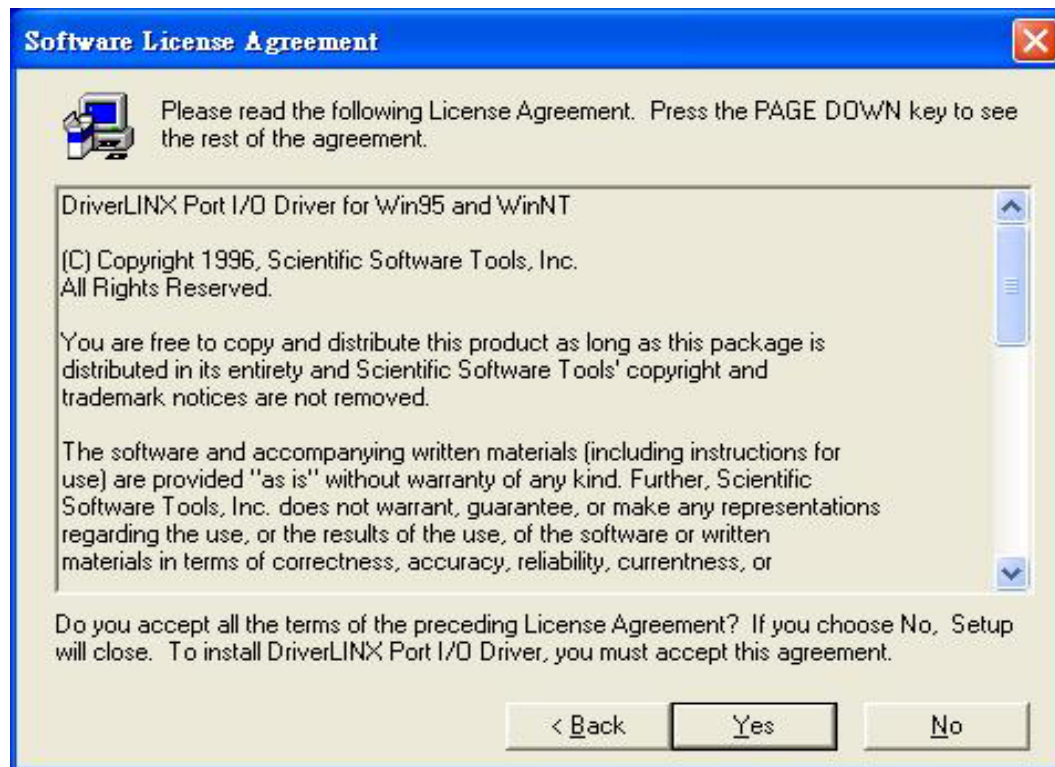 Software License Agreement
Please read the following License Agreement. Press the PAGE DOWN key to see
the rest of the agreement.
DriverLINX Port I/O Driver for Win95 and WinNT
(C) Copyright 1996, Scientific Software Tools, Inc.
All Rights Reserved.
You are free to copy and distribute this product as long as this package is
distributed in its entirety and Scientific Software Tools' copyright and
trademark notices are not removed.
The software and accompanying written materials (including instructions for
use) are provided "as is" without warranty of any kind. Further, Scientific
Software Tools, Inc. does not warrant, guarantee, or make any representations
regarding the use, or the results of the use, of the software or written
materials in terms of correctness, accuracy, reliability, currentness, or
Do you accept all the terms of the preceding License Agreement? If you choose No, Setup
will close. To install DriverLINX Port I/O Driver, you must accept this agreement.
< Back Yes No